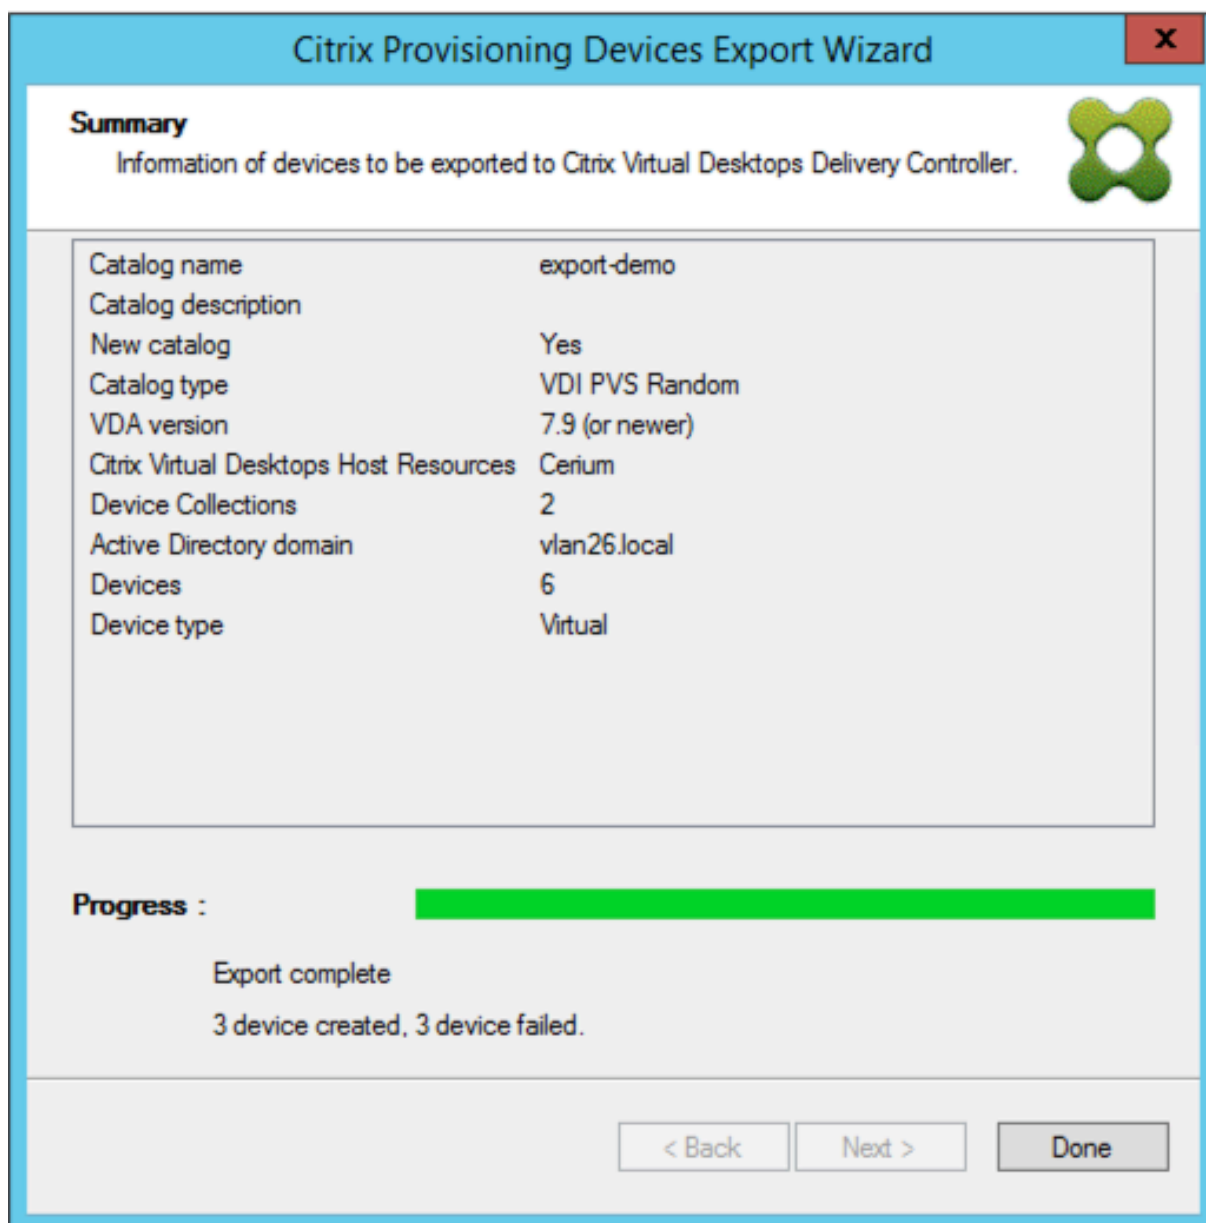 Citrix Provisioning Devices Export Wizard
x
Summary
Information of devices to be exported to Citrix Virtual Desktops Delivery Controller.
Catalog name export-demo
Catalog description
New catalog Yes
Catalog type VDI PVS Random
VDA version 7.9 (or newer)
Citrix Virtual Desktops Host Resources Cerium
Device Collections 2
Active Directory domain vlan26.local
Devices 6
Device type Virtual
Progress :
Export complete
3 device created, 3 device failed.
< Back Next > Done